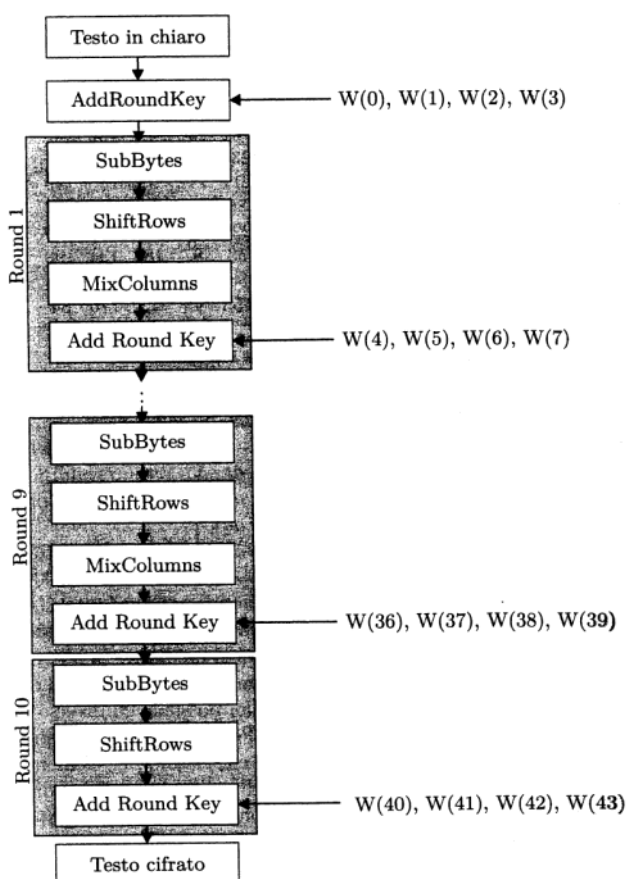 Testo in chiaro
AddRoundKey
W(0), W(1), W(2), W(3)
Round 1
SubBytes
ShiftRows
MixColumns
Add Round Key
W(4), W(5), W(6), W(7)
Round 9
SubBytes
ShiftRows
MixColumns
Add Round Key
W(36), W(37), W(38), W(39)
Round 10
SubBytes
ShiftRows
Add Round Key
W(40), W(41), W(42), W(43)
Testo cifrato